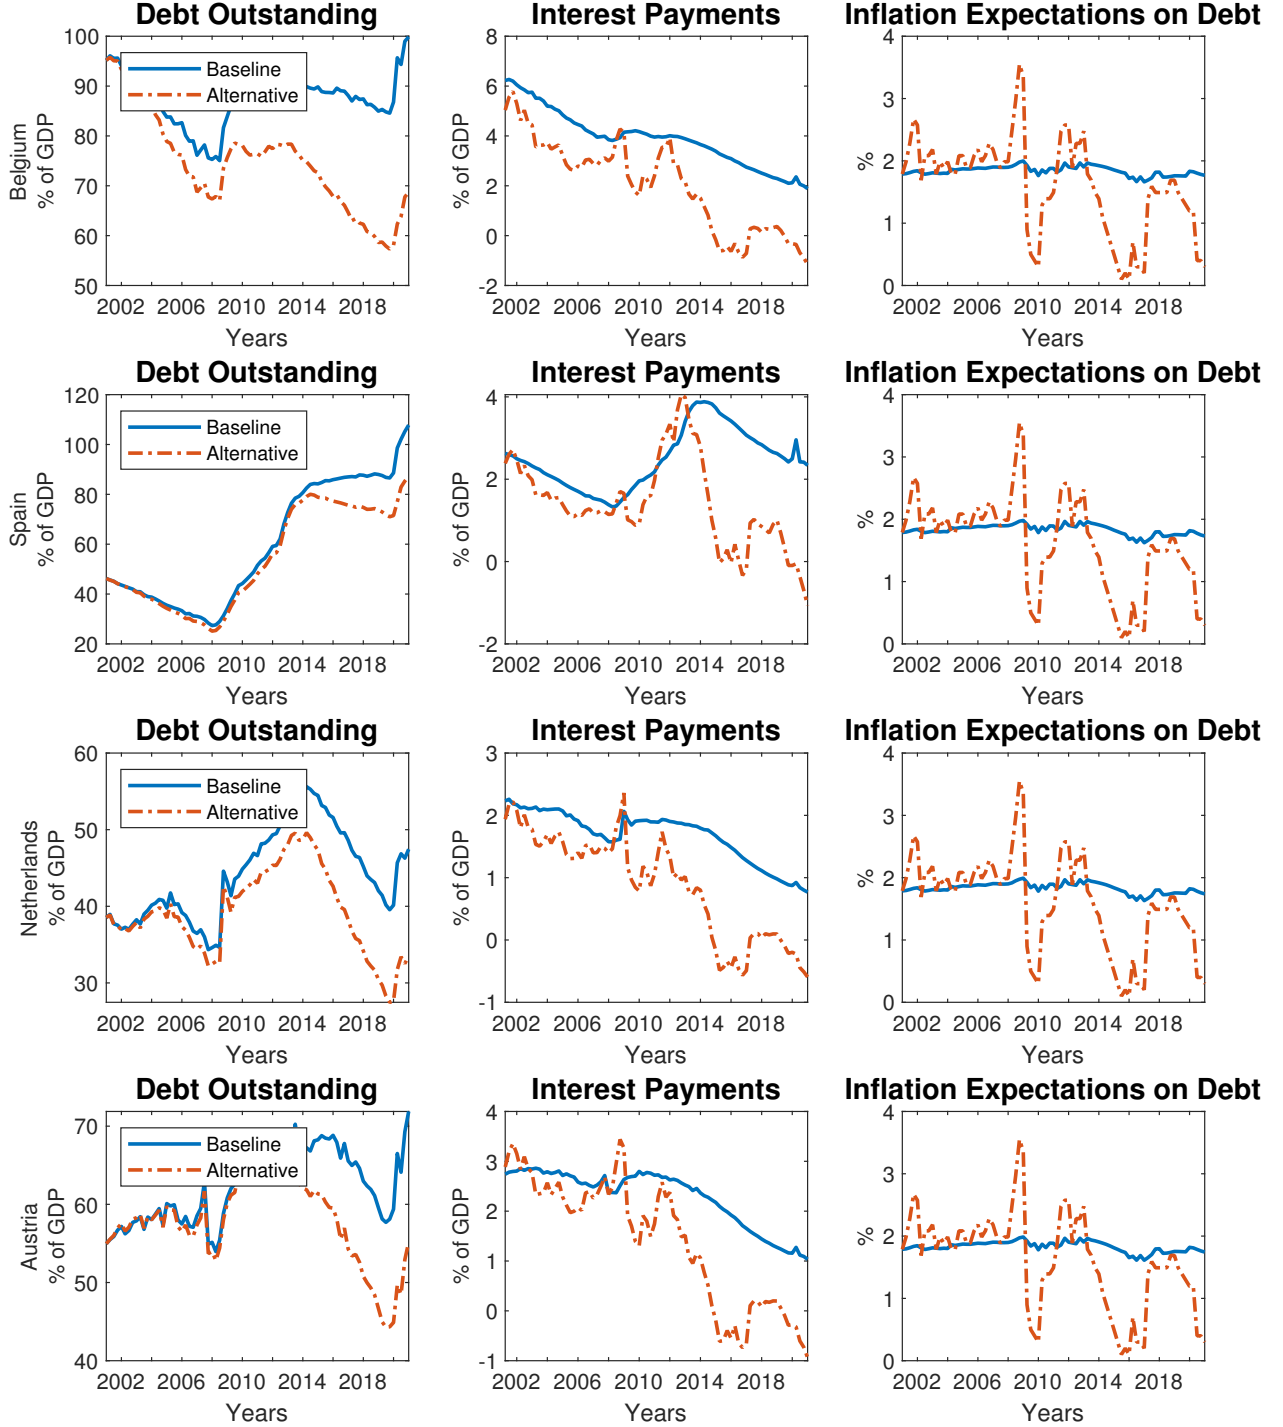 Debt Outstanding
Interest Payments
Inflation Expectations on Debt
Belgium
% of GDP
100
90
80
70
60
50
Baseline
Alternative
2002 2006 2010 2014 2018
Years
% of GDP
8
6
4
2
0
-2
2002 2006 2010 2014 2018
Years
%
4
3
2
1
0
2002 2006 2010 2014 2018
Years
Debt Outstanding
Interest Payments
Inflation Expectations on Debt
Spain
% of GDP
120
100
80
60
40
20
Baseline
Alternative
2002 2006 2010 2014 2018
Years
% of GDP
4
2
0
-2
2002 2006 2010 2014 2018
Years
%
4
3
2
1
0
2002 2006 2010 2014 2018
Years
Debt Outstanding
Interest Payments
Inflation Expectations on Debt
Netherlands
% of GDP
60
50
40
30
Baseline
Alternative
2002 2006 2010 2014 2018
Years
% of GDP
3
2
1
0
-1
2002 2006 2010 2014 2018
Years
%
4
3
2
1
0
2002 2006 2010 2014 2018
Years
Debt Outstanding
Interest Payments
Inflation Expectations on Debt
Austria
% of GDP
70
60
50
40
Baseline
Alternative
2002 2006 2010 2014 2018
Years
% of GDP
4
3
2
1
0
-1
2002 2006 2010 2014 2018
Years
%
4
3
2
1
0
2002 2006 2010 2014 2018
Years